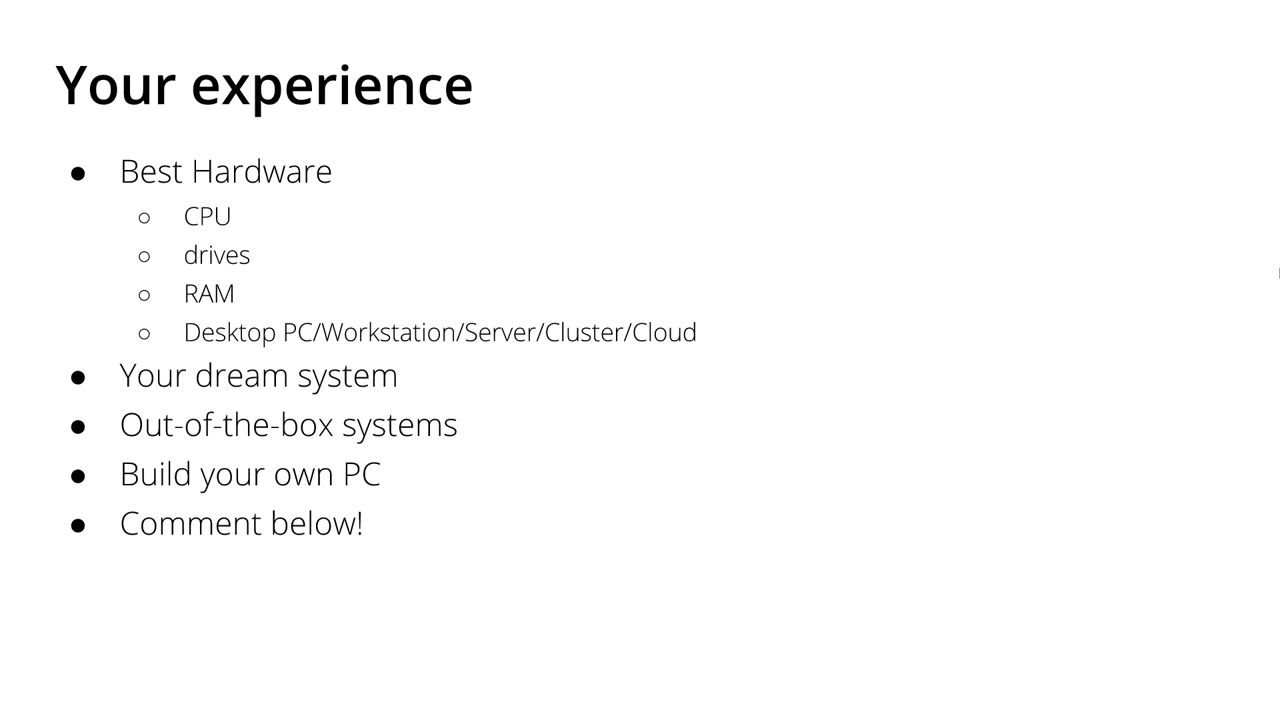 Your experience
● Best Hardware
○ CPU
○ drives
○ RAM
○ Desktop PC/Workstation/Server/Cluster/Cloud
● Your dream system
● Out-of-the-box systems
● Build your own PC
● Comment below!